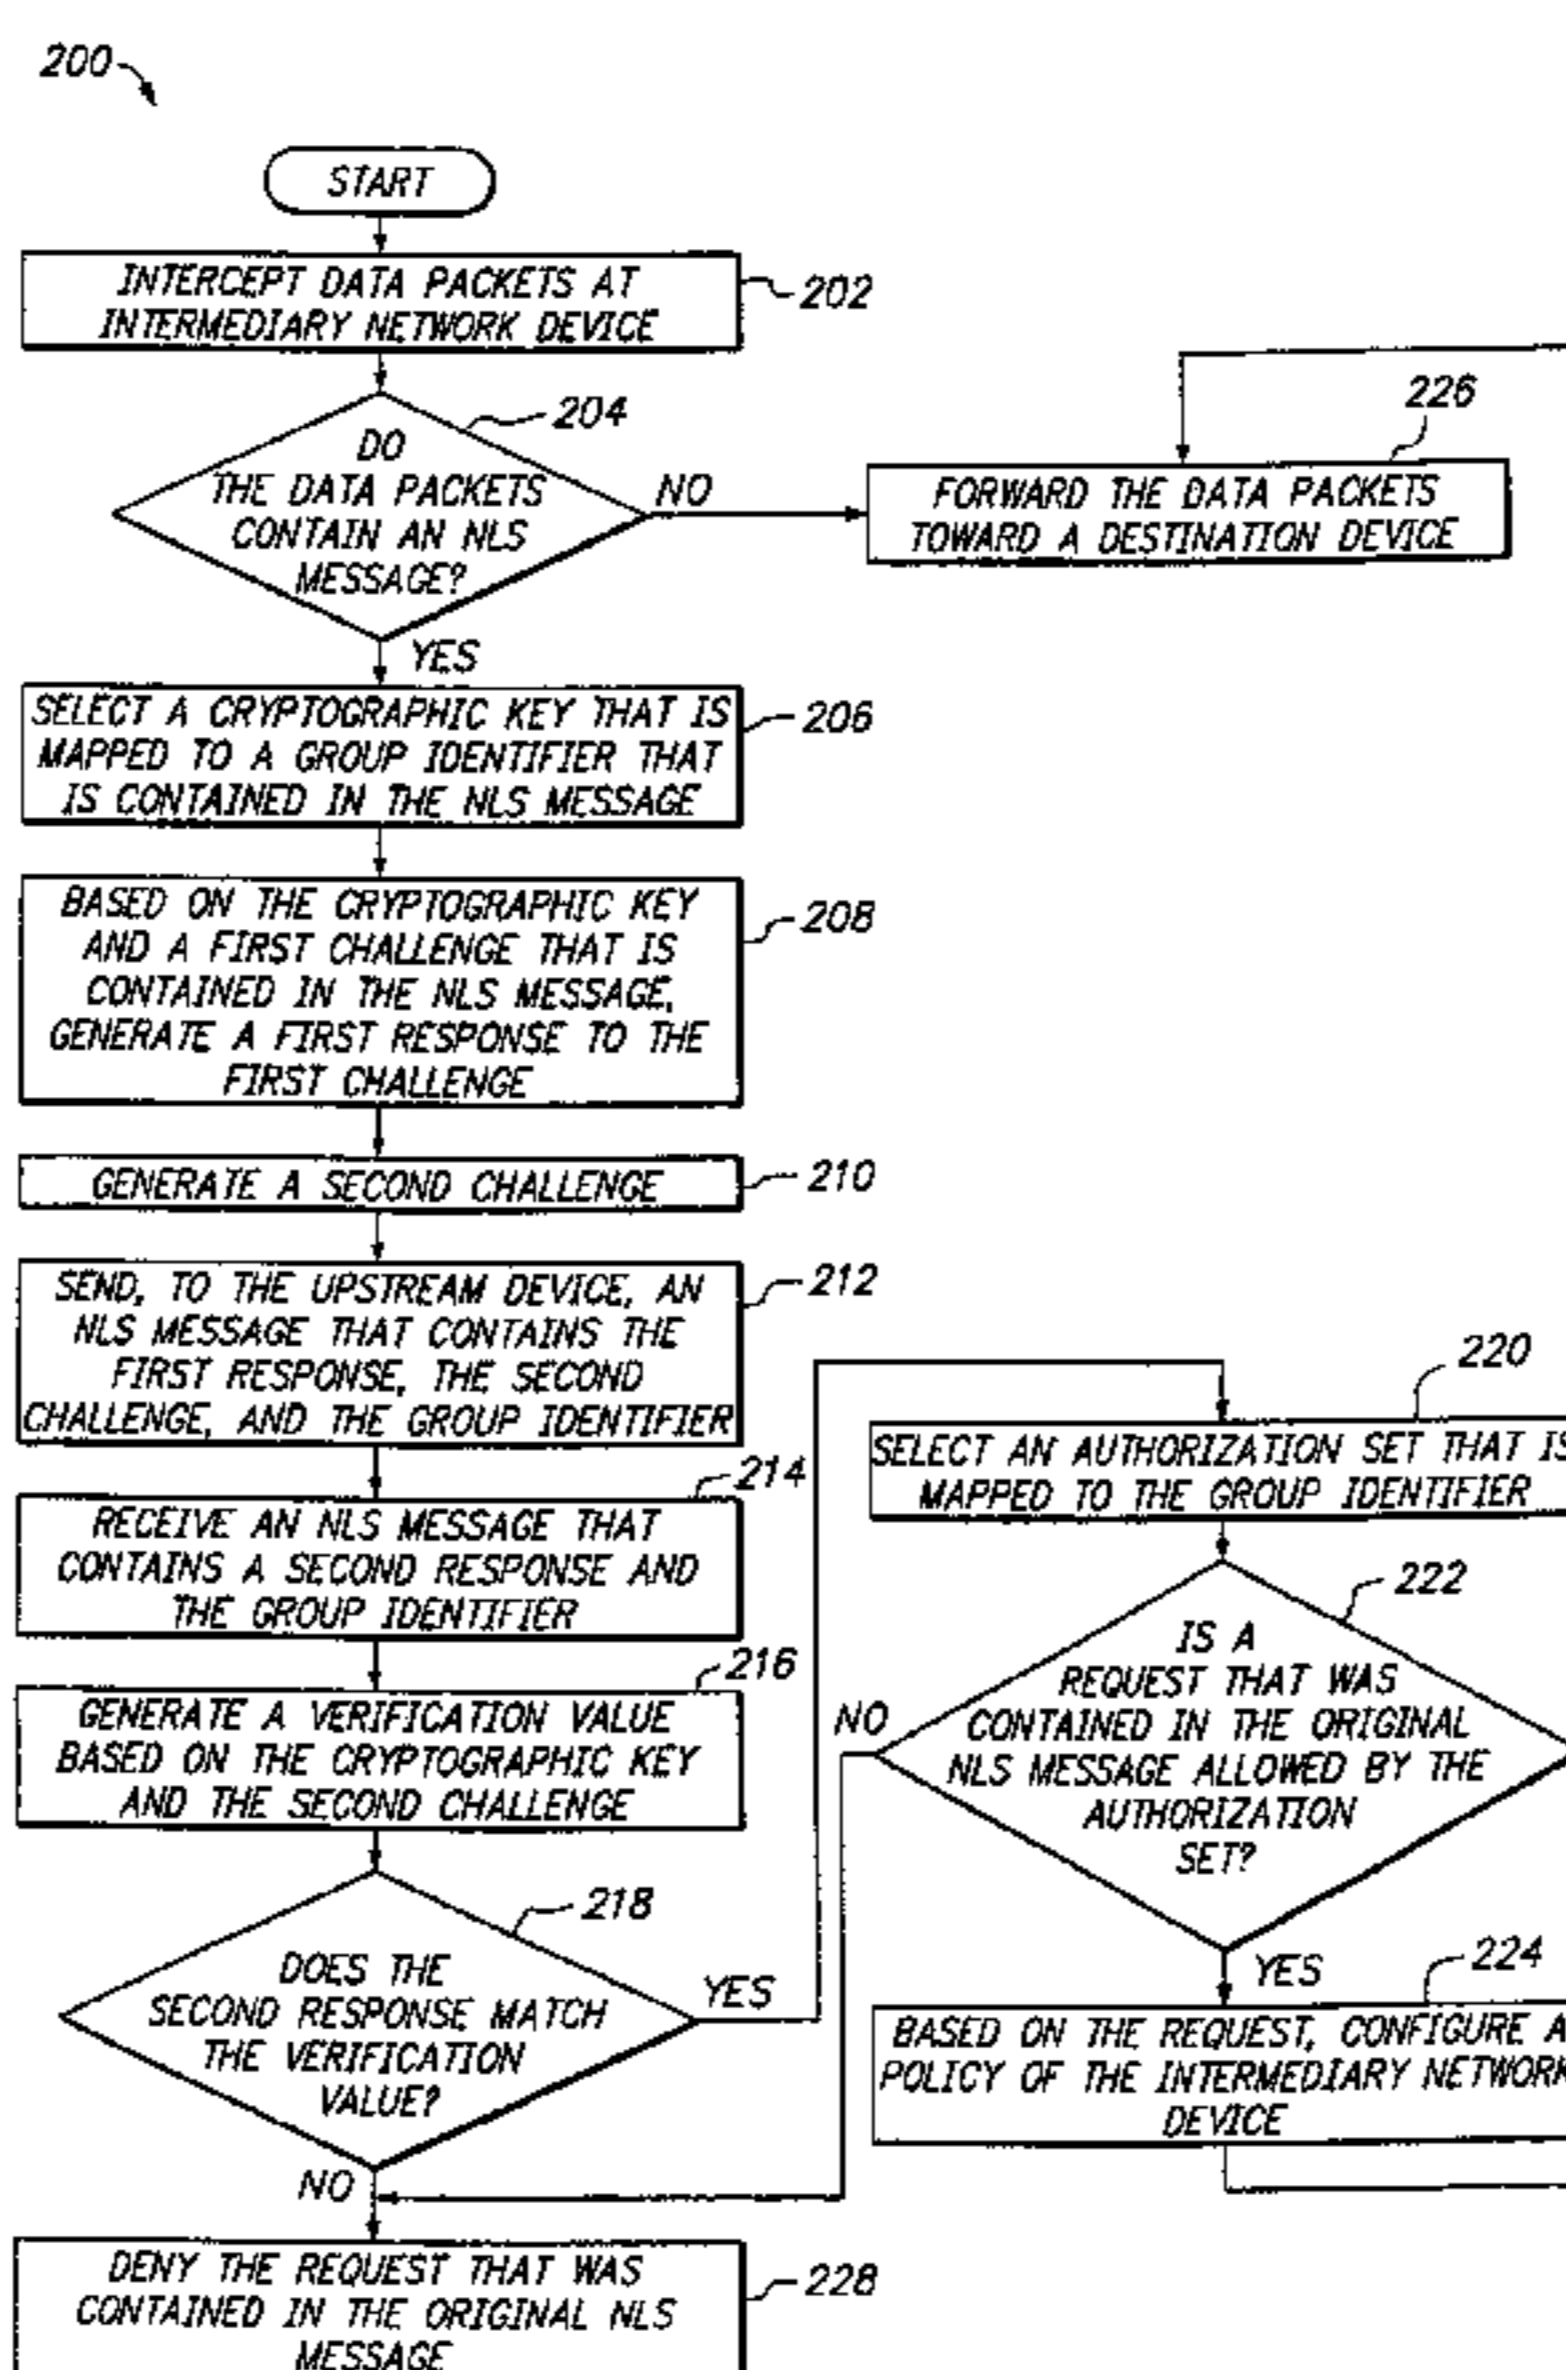 200
START
INTERCEPT DATA PACKETS AT
INTERMEDIARY NETWORK DEVICE
202
204
DO
THE DATA PACKETS
CONTAIN AN NLS
MESSAGE?
NO
YES
226
FORWARD THE DATA PACKETS
TOWARD A DESTINATION DEVICE
SELECT A CRYPTOGRAPHIC KEY THAT IS
MAPPED TO A GROUP IDENTIFIER THAT
IS CONTAINED IN THE NLS MESSAGE
206
BASED ON THE CRYPTOGRAPHIC KEY
AND A FIRST CHALLENGE THAT IS
CONTAINED IN THE NLS MESSAGE,
GENERATE A FIRST RESPONSE TO THE
FIRST CHALLENGE
208
GENERATE A SECOND CHALLENGE
210
SEND, TO THE UPSTREAM DEVICE, AN
NLS MESSAGE THAT CONTAINS THE
FIRST RESPONSE, THE SECOND
CHALLENGE, AND THE GROUP IDENTIFIER
212
214
RECEIVE AN NLS MESSAGE THAT
CONTAINS A SECOND RESPONSE AND
THE GROUP IDENTIFIER
216
GENERATE A VERIFICATION VALUE
BASED ON THE CRYPTOGRAPHIC KEY
AND THE SECOND CHALLENGE
218
DOES THE
SECOND RESPONSE MATCH
THE VERIFICATION
VALUE?
YES
NO
220
SELECT AN AUTHORIZATION SET THAT IS
MAPPED TO THE GROUP IDENTIFIER
222
IS A
REQUEST THAT WAS
CONTAINED IN THE ORIGINAL
NLS MESSAGE ALLOWED BY THE
AUTHORIZATION
SET?
NO
YES
224
BASED ON THE REQUEST, CONFIGURE A
POLICY OF THE INTERMEDIARY NETWORK
DEVICE
DENY THE REQUEST THAT WAS
CONTAINED IN THE ORIGINAL NLS
MESSAGE
228